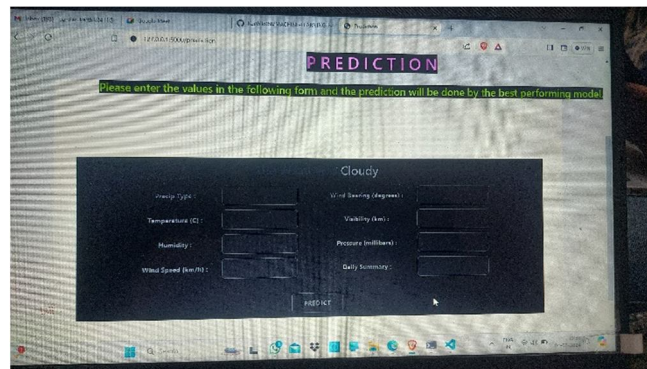 PREDICTION
Please enter the values in the following form and the prediction will be done by the best performing model
Cloudy
Precip Type :
Wind Bearing (degrees) :
Temperature (C) :
Visibility (km) :
Humidity :
Pressure (millibars) :
Wind Speed (km/h) :
Daily Summary :
PREDICT